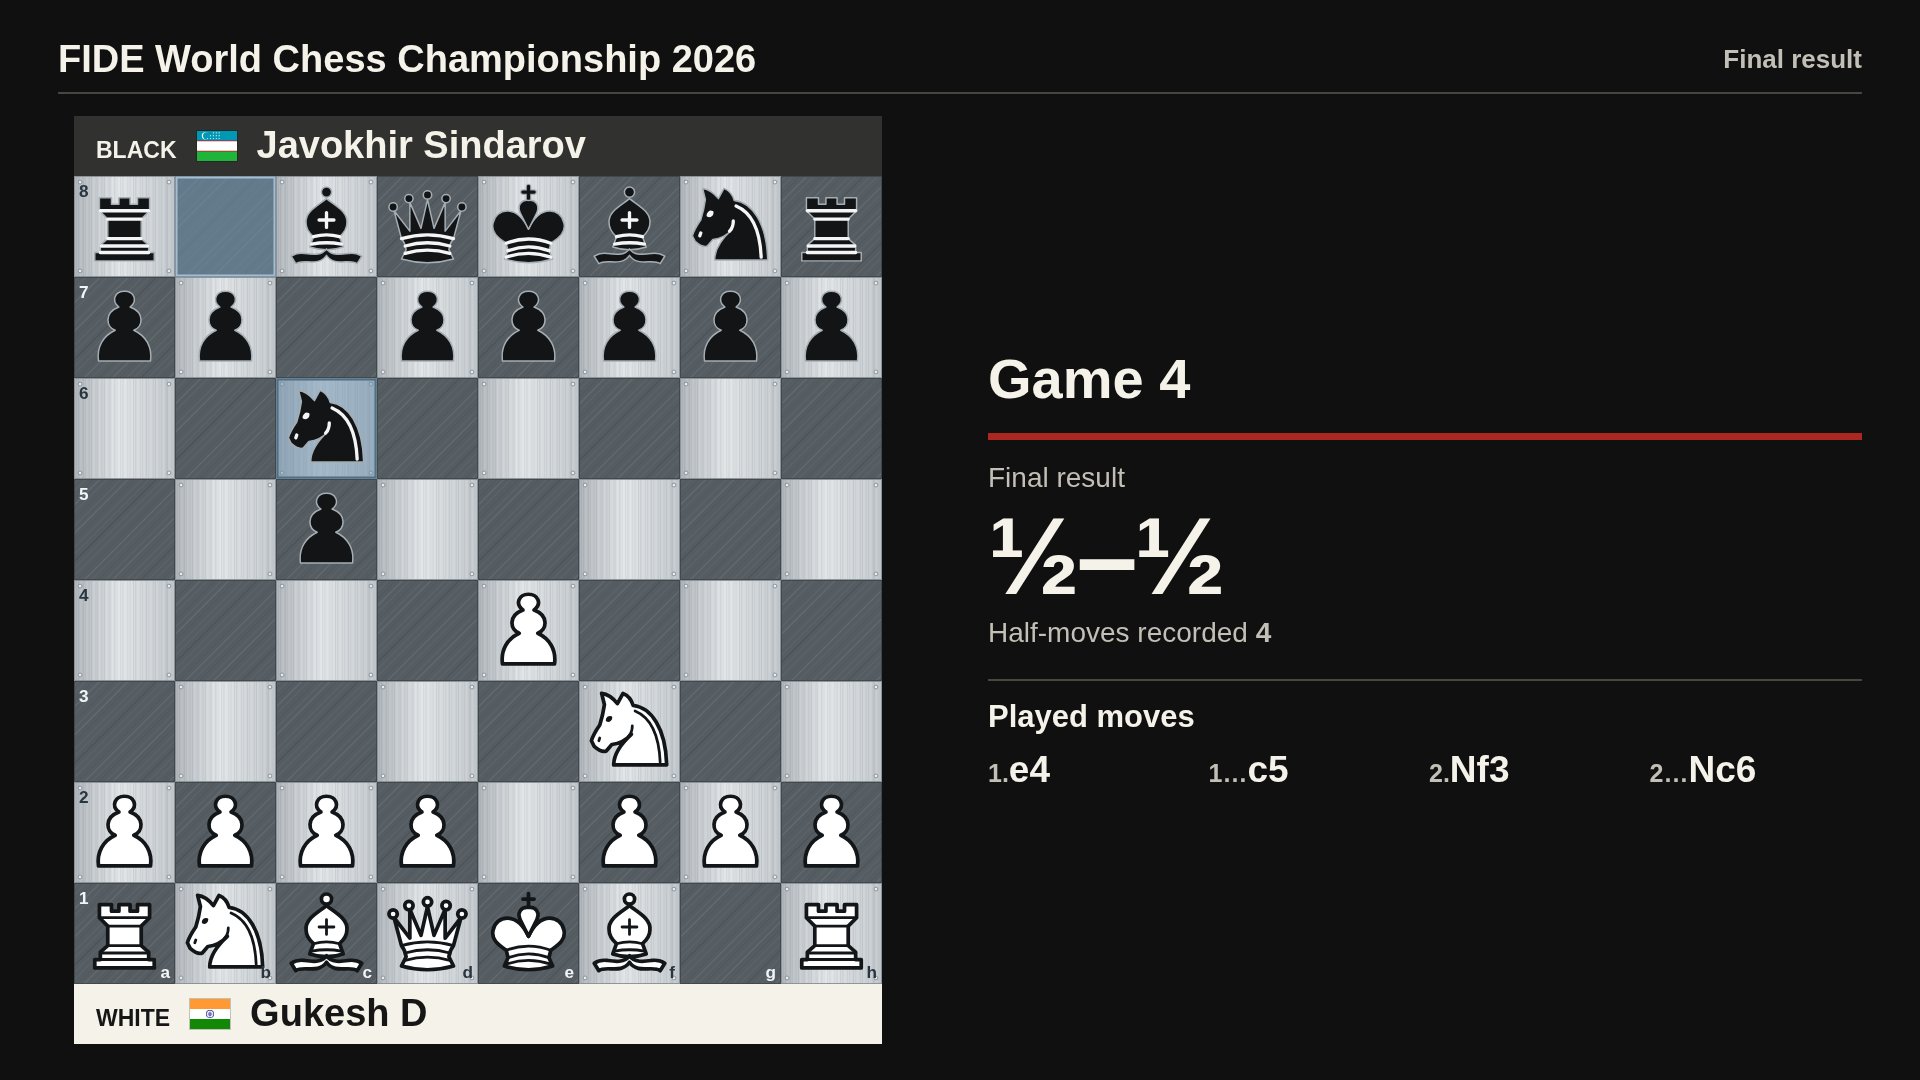 FIDE World Chess Championship 2026
Final result
BLACK Javokhir Sindarov
8
7
6
5
4
3
2
1
a b c d e f g h
WHITE Gukesh D
Game 4
Final result
½–½
Half-moves recorded 4
Played moves
1.e4 1...c5 2.Nf3 2...Nc6